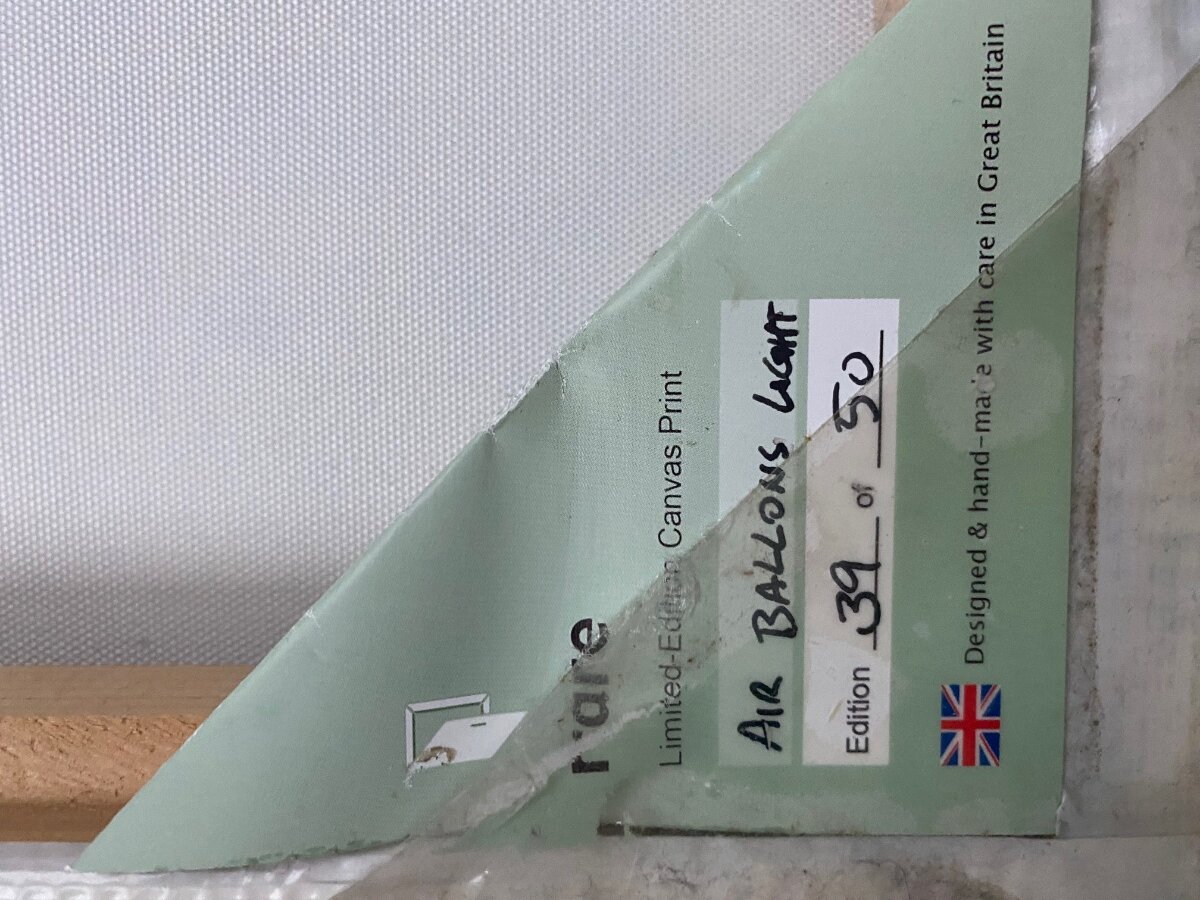 rare
Limited-Edition Canvas Print
AIR BALLONS LIGHT
Edition 39 of 50
Designed & hand-made with care in Great Britain